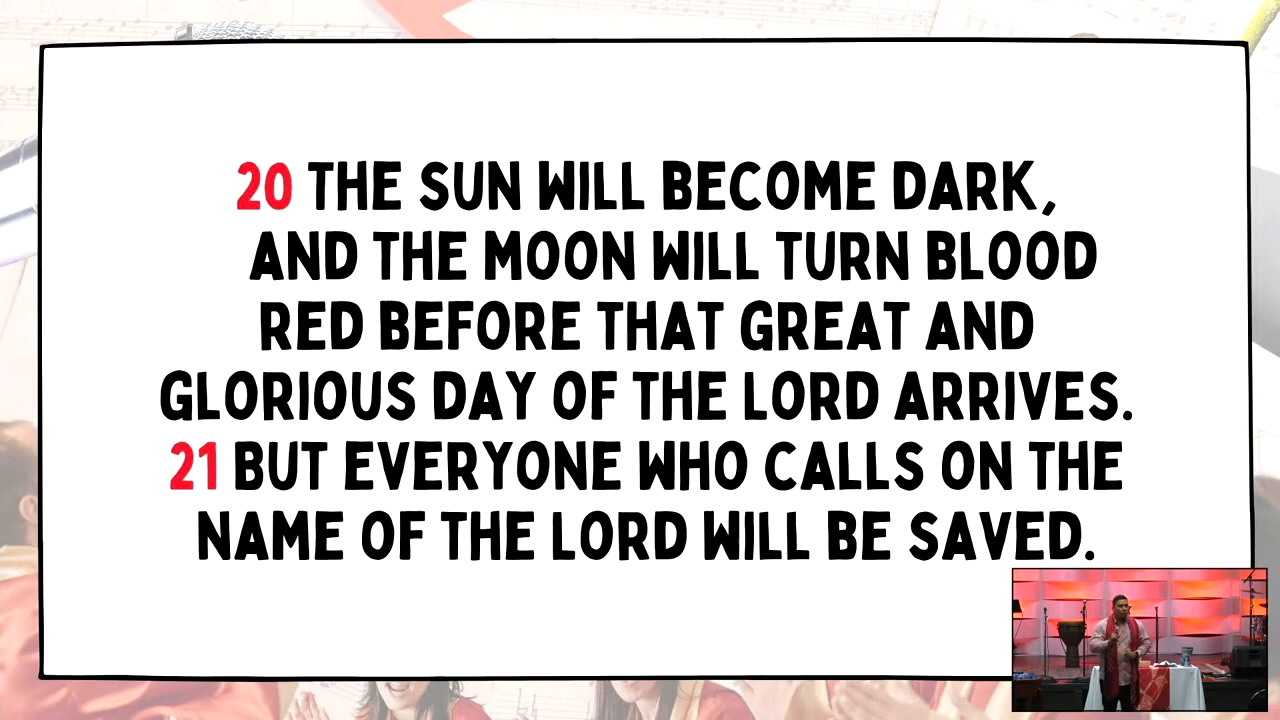 20 THE SUN WILL BECOME DARK,
AND THE MOON WILL TURN BLOOD
RED BEFORE THAT GREAT AND
GLORIOUS DAY OF THE LORD ARRIVES.
21 BUT EVERYONE WHO CALLS ON THE
NAME OF THE LORD WILL BE SAVED.